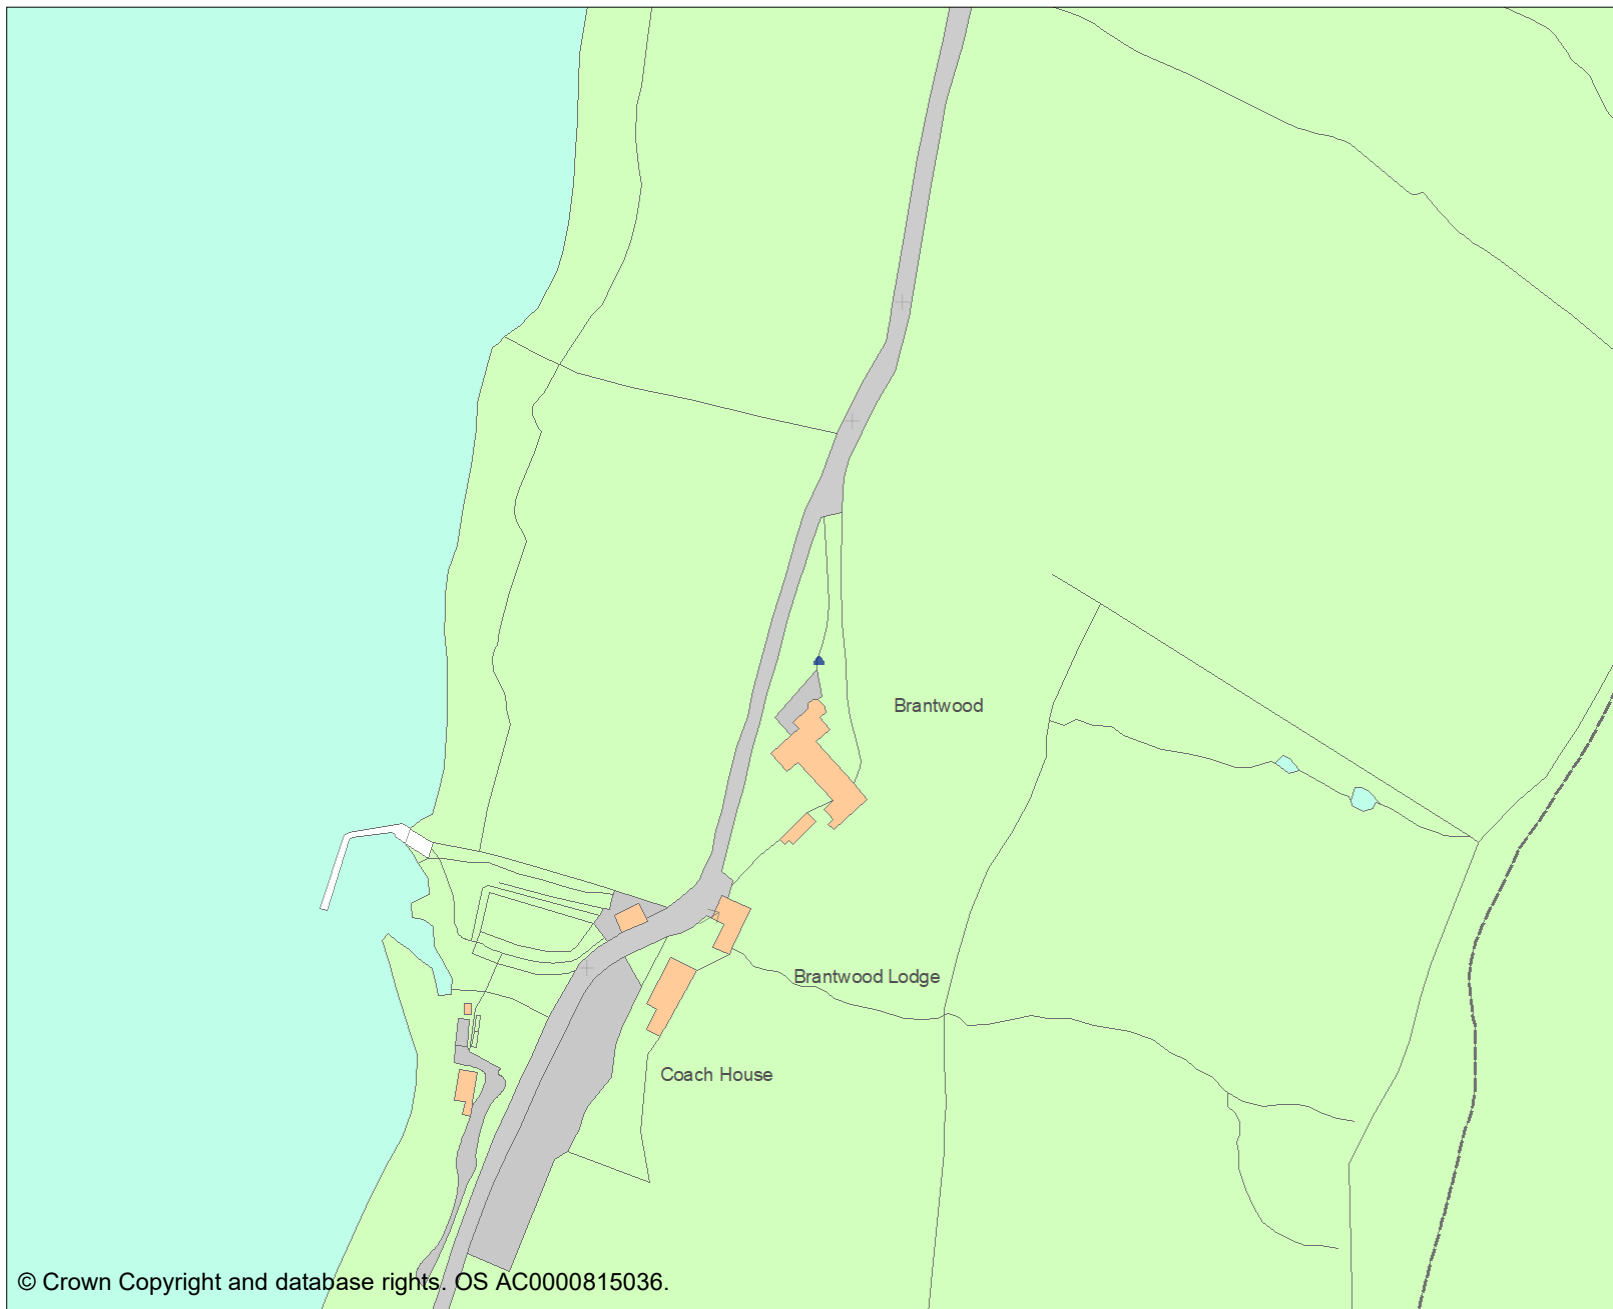 Brantwood
Brantwood Lodge
Coach House
© Crown Copyright and database rights. OS AC0000815036.